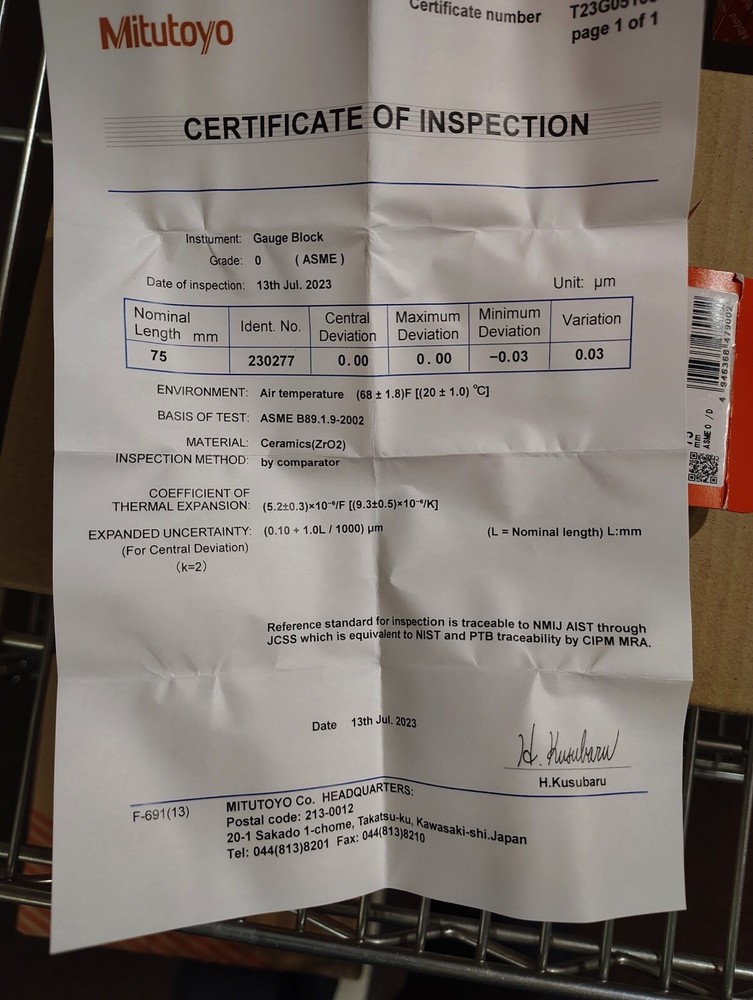 Mitutoyo
Certificate number
page 1 of 1
CERTIFICATE OF INSPECTION
Instrument: Gauge Block
Grade: 0 ( ASME )
Date of inspection: 13th Jul. 2023
Unit: μm
Nominal Length mm Ident. No. Central Deviation Maximum Deviation Minimum Deviation Variation
75 230277 0.00 0.00 −0.03 0.03
ENVIRONMENT: Air temperature (68 ± 1.8)F [(20 ± 1.0) °C]
BASIS OF TEST: ASME B89.1.9-2002
MATERIAL: Ceramics(ZrO2)
INSPECTION METHOD: by comparator
COEFFICIENT OF
THERMAL EXPANSION: (5.2±0.3)×10⁻⁶/F [(9.3±0.5)×10⁻⁶/K]
EXPANDED UNCERTAINTY: (0.10 + 1.0L / 1000) μm (L = Nominal length) L:mm
(For Central Deviation)
(k=2)
Reference standard for inspection is traceable to NMIJ AIST through
JCSS which is equivalent to NIST and PTB traceability by CIPM MRA.
Date 13th Jul. 2023
H. Kusubaru
H.Kusubaru
F-691(13)
MITUTOYO Co. HEADQUARTERS:
Postal code: 213-0012
20-1 Sakado 1-chome, Takatsu-ku, Kawasaki-shi.Japan
Tel: 044(813)8201 Fax: 044(813)8210
4 946368 479002
mm
ASME 0 /D